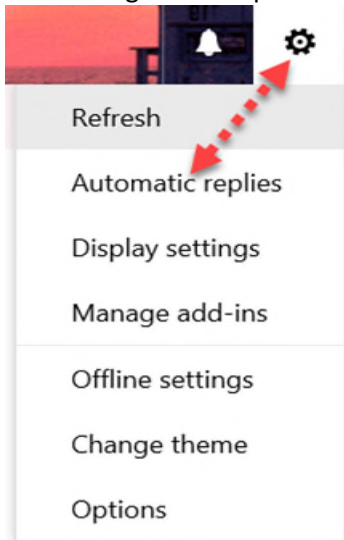 Refresh
Automatic replies
Display settings
Manage add-ins
Offline settings
Change theme
Options